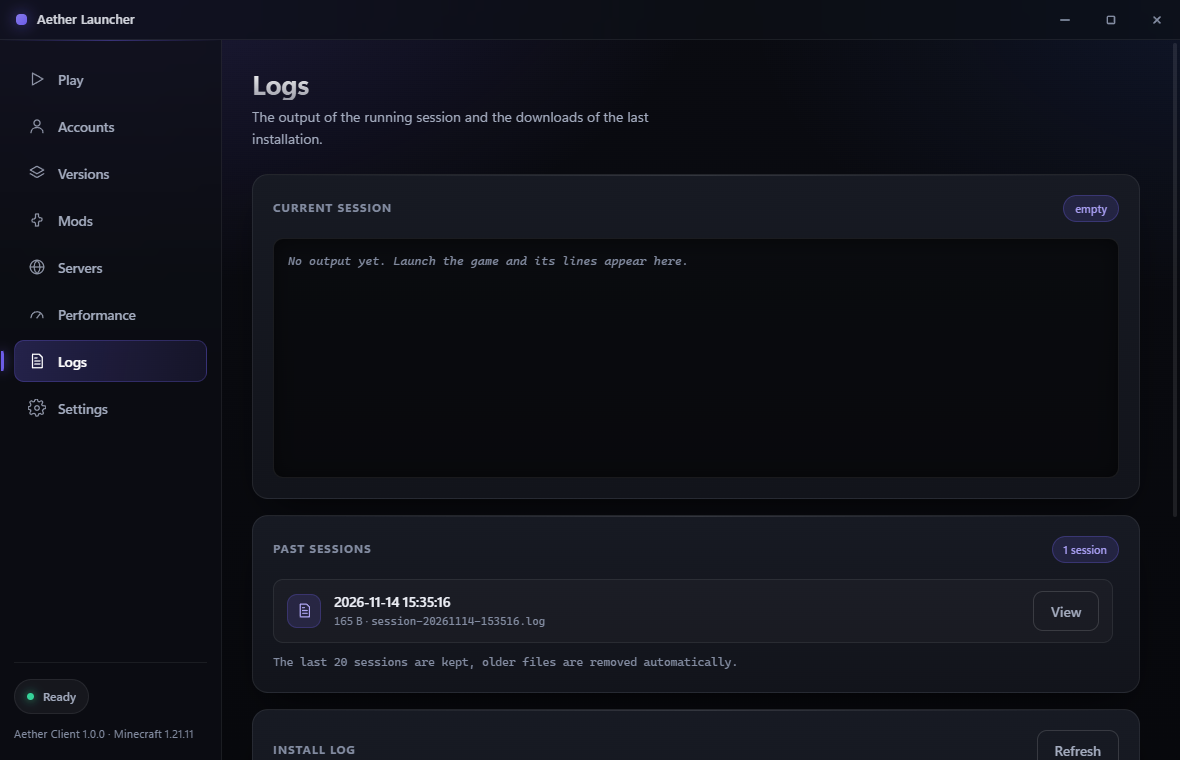 Aether Launcher
Play
Accounts
Versions
Mods
Servers
Performance
Logs
Settings
Ready
Aether Client 1.0.0 · Minecraft 1.21.11
Logs
The output of the running session and the downloads of the last
installation.
CURRENT SESSION
empty
No output yet. Launch the game and its lines appear here.
PAST SESSIONS
1 session
2026-11-14 15:35:16
165 B · session-20261114-153516.log
View
The last 20 sessions are kept, older files are removed automatically.
INSTALL LOG
Refresh